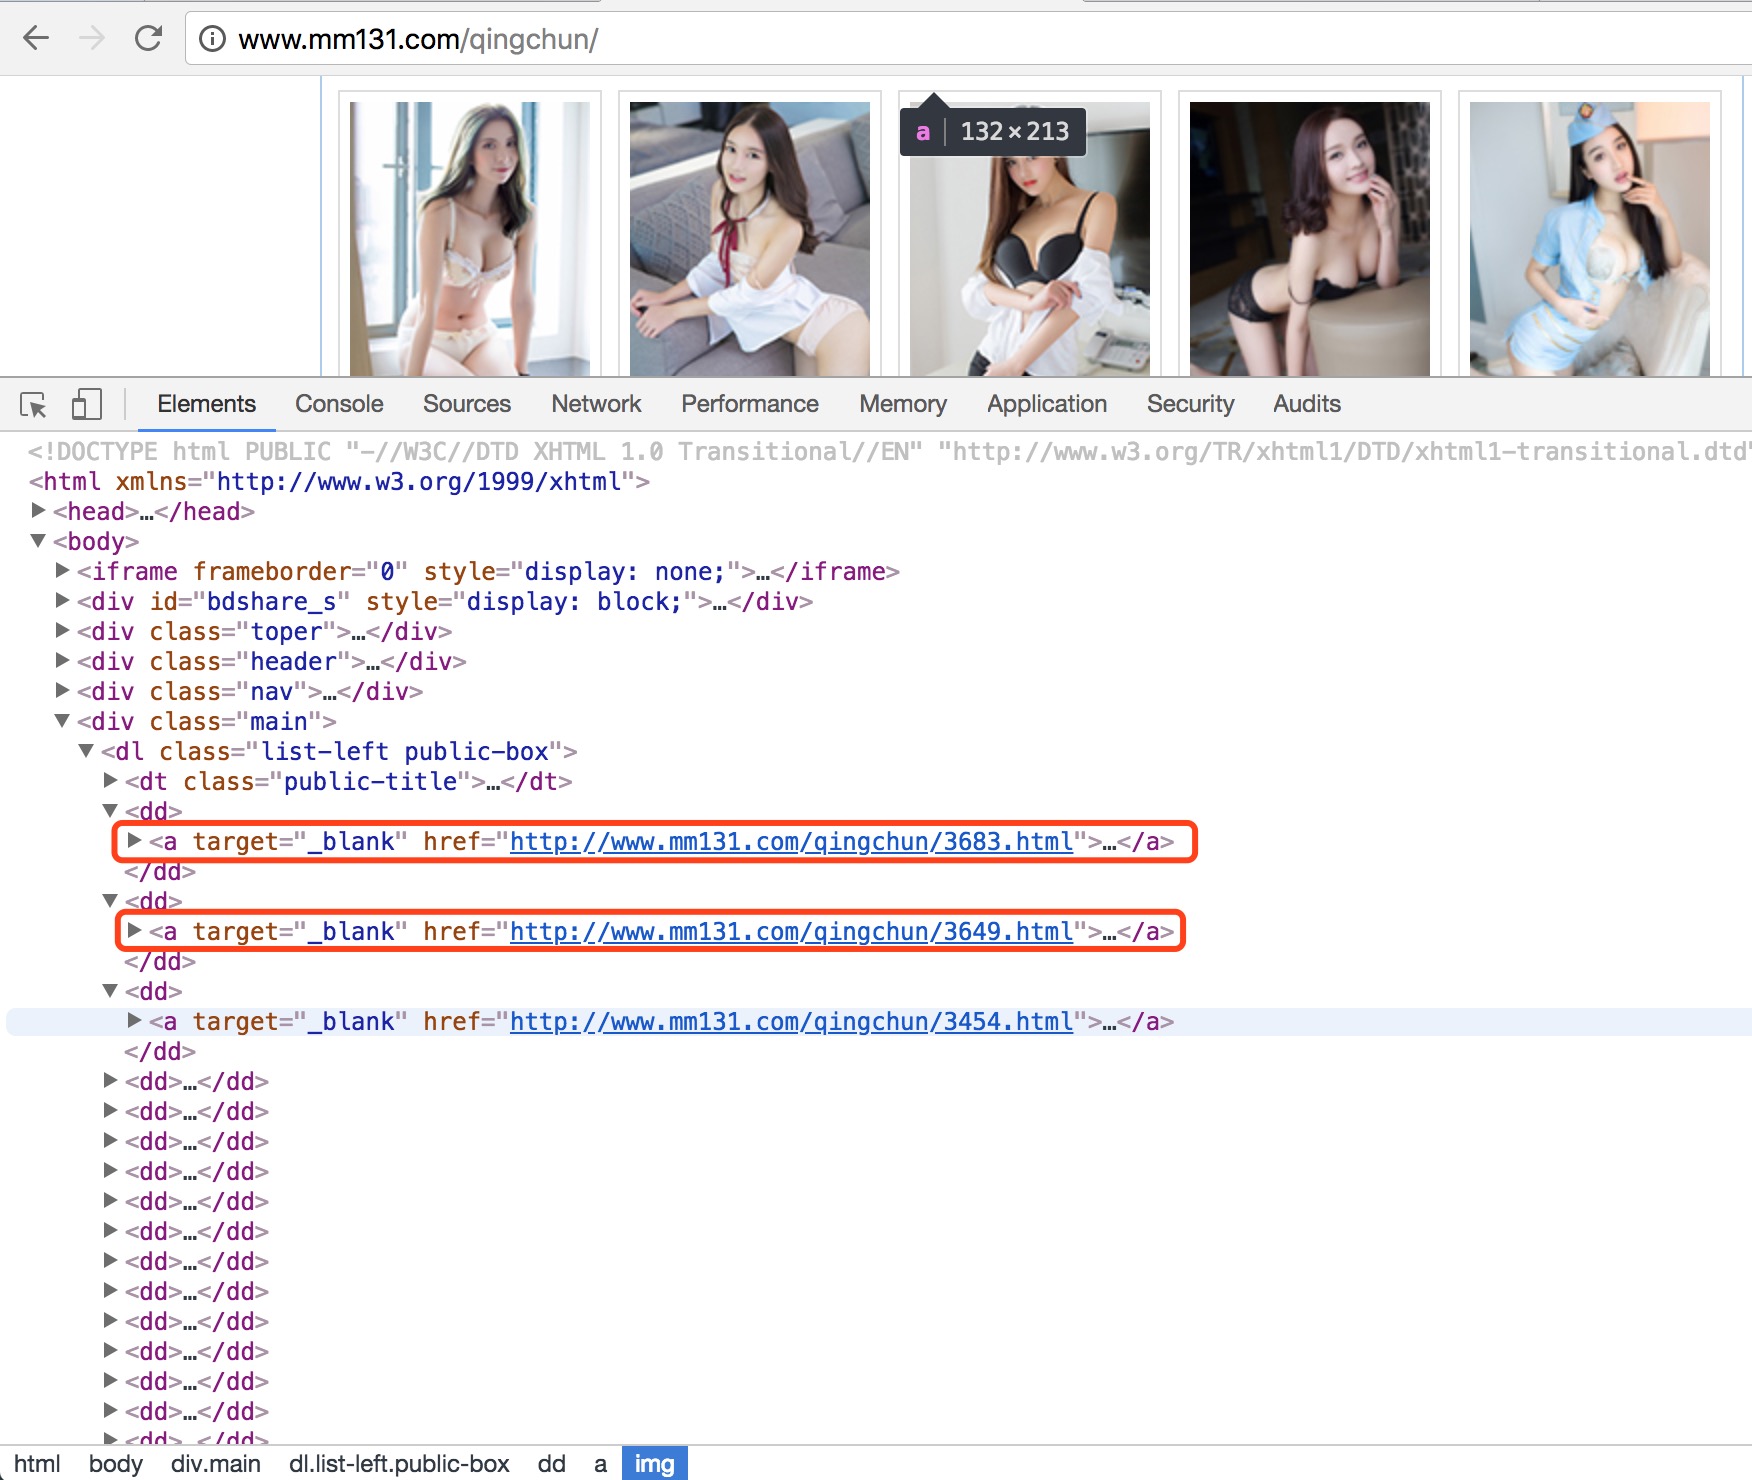 www.mm131.com/qingchun/
a | 132×213
Elements Console Sources Network Performance Memory Application Security Audits
<!DOCTYPE html PUBLIC "-//W3C//DTD XHTML 1.0 Transitional//EN" "http://www.w3.org/TR/xhtml1/DTD/xhtml1-transitional.dtd"
<html xmlns="http://www.w3.org/1999/xhtml">
▶<head>…</head>
▼<body>
▶<iframe frameborder="0" style="display: none;">…</iframe>
▶<div id="bdshare_s" style="display: block;">…</div>
▶<div class="toper">…</div>
▶<div class="header">…</div>
▶<div class="nav">…</div>
▼<div class="main">
▼<dl class="list-left public-box">
▶<dt class="public-title">…</dt>
▼<dd>
▶<a target="_blank" href="http://www.mm131.com/qingchun/3683.html">…</a>
</dd>
▼<dd>
▶<a target="_blank" href="http://www.mm131.com/qingchun/3649.html">…</a>
</dd>
▼<dd>
▶<a target="_blank" href="http://www.mm131.com/qingchun/3454.html">…</a>
</dd>
▶<dd>…</dd>
▶<dd>…</dd>
▶<dd>…</dd>
▶<dd>…</dd>
▶<dd>…</dd>
▶<dd>…</dd>
▶<dd>…</dd>
▶<dd>…</dd>
▶<dd>…</dd>
▶<dd>…</dd>
▶<dd>…</dd>
▶<dd>…</dd>
▶<dd>…</dd>
html body div.main dl.list-left.public-box dd a img